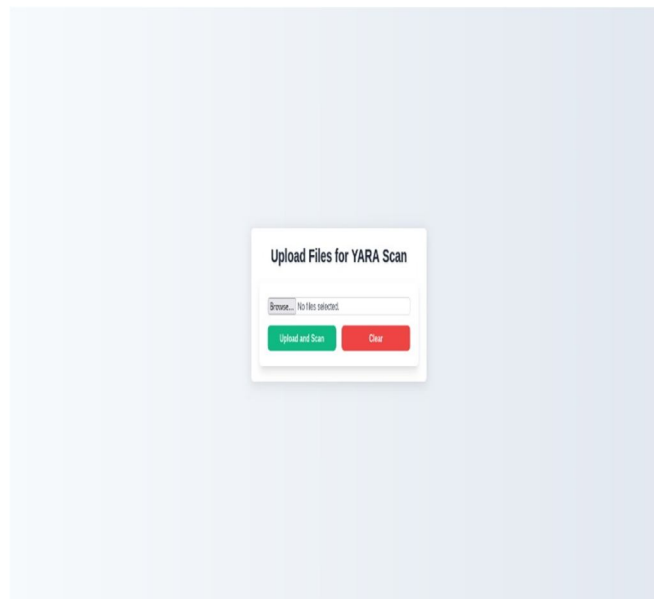 Upload Files for YARA Scan
Browse... No files selected.
Upload and Scan Clear